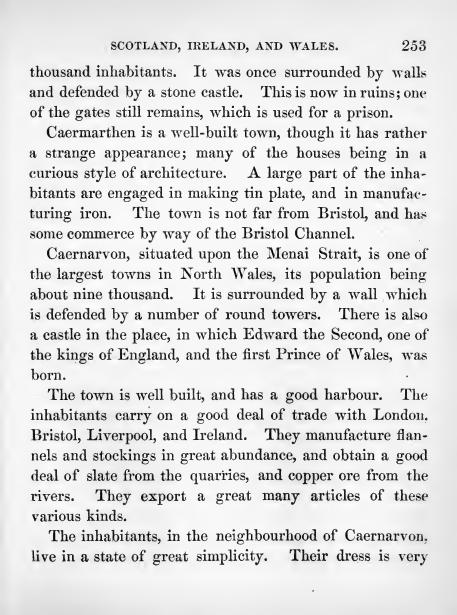 SCOTLAND, IRELAND, AND WALES. 253
thousand inhabitants. It was once surrounded by walls
and defended by a stone castle. This is now in ruins; one
of the gates still remains, which is used for a prison.
Caermarthen is a well-built town, though it has rather
a strange appearance; many of the houses being in a
curious style of architecture. A large part of the inha-
bitants are engaged in making tin plate, and in manufac-
turing iron. The town is not far from Bristol, and has
some commerce by way of the Bristol Channel.
Caernarvon, situated upon the Menai Strait, is one of
the largest towns in North Wales, its population being
about nine thousand. It is surrounded by a wall which
is defended by a number of round towers. There is also
a castle in the place, in which Edward the Second, one of
the kings of England, and the first Prince of Wales, was
born.
The town is well built, and has a good harbour. The
inhabitants carry on a good deal of trade with London,
Bristol, Liverpool, and Ireland. They manufacture flan-
nels and stockings in great abundance, and obtain a good
deal of slate from the quarries, and copper ore from the
rivers. They export a great many articles of these
various kinds.
The inhabitants, in the neighbourhood of Caernarvon,
live in a state of great simplicity. Their dress is very